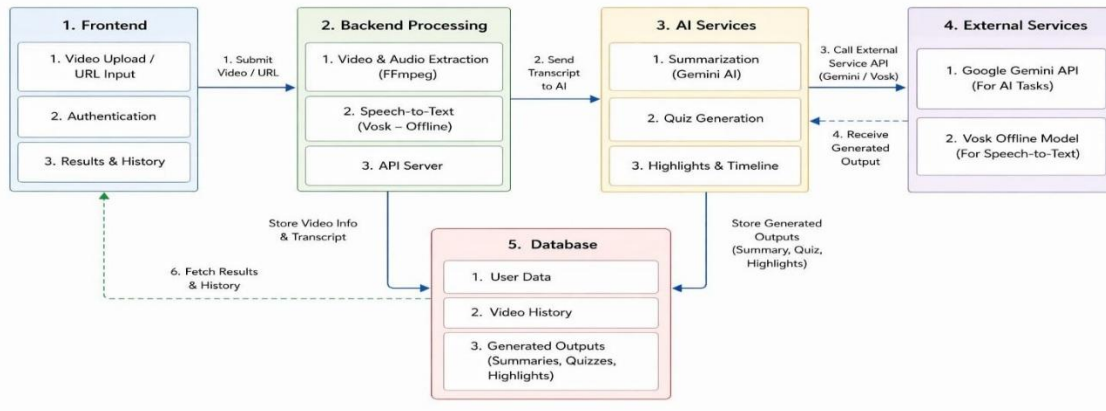 1. Frontend
1. Video Upload /
URL Input
2. Authentication
3. Results & History
1. Submit
Video / URL
2. Backend Processing
1. Video & Audio Extraction
(FFmpeg)
2. Speech-to-Text
(Vosk – Offline)
3. API Server
2. Send
Transcript
to AI
3. AI Services
1. Summarization
(Gemini AI)
2. Quiz Generation
3. Highlights & Timeline
3. Call External
Service API
(Gemini / Vosk)
4. Receive
Generated
Output
4. External Services
1. Google Gemini API
(For AI Tasks)
2. Vosk Offline Model
(For Speech-to-Text)
Store Video Info
& Transcript
Store Generated
Outputs
(Summary, Quiz,
Highlights)
6. Fetch Results
& History
5. Database
1. User Data
2. Video History
3. Generated Outputs
(Summaries, Quizzes,
Highlights)